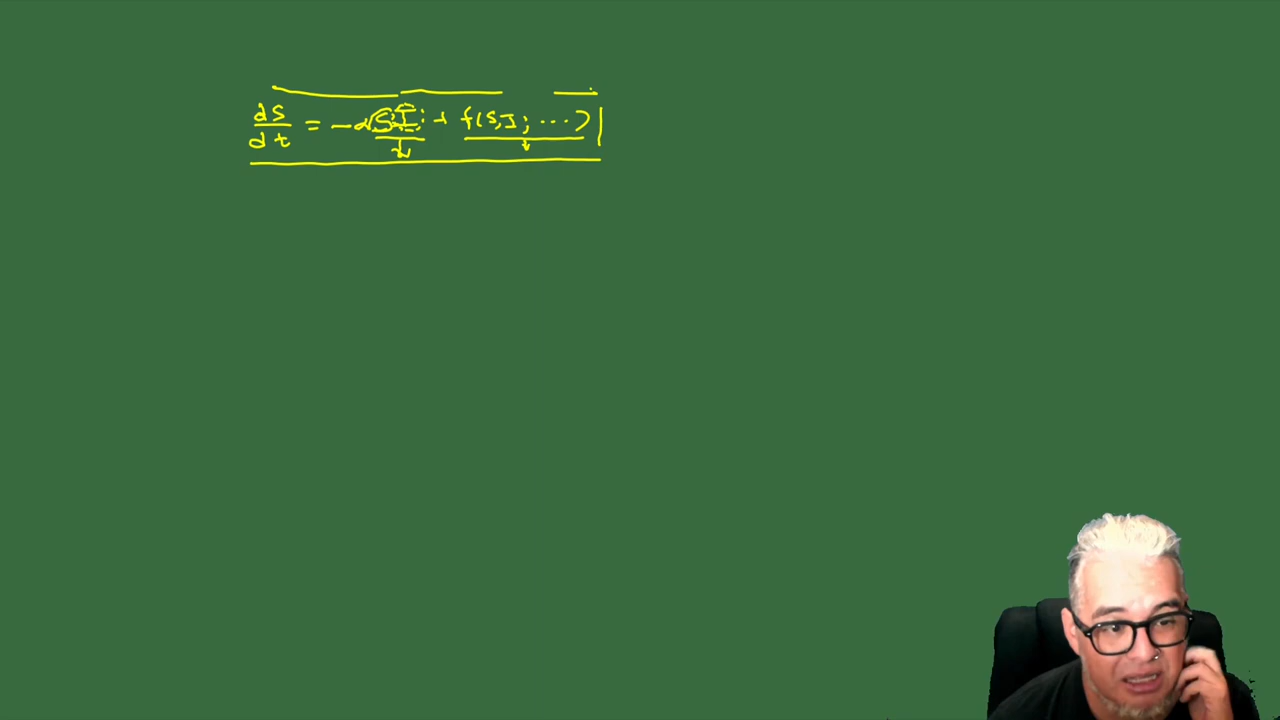 dS/dt = -αSI + f(S,I; ...)